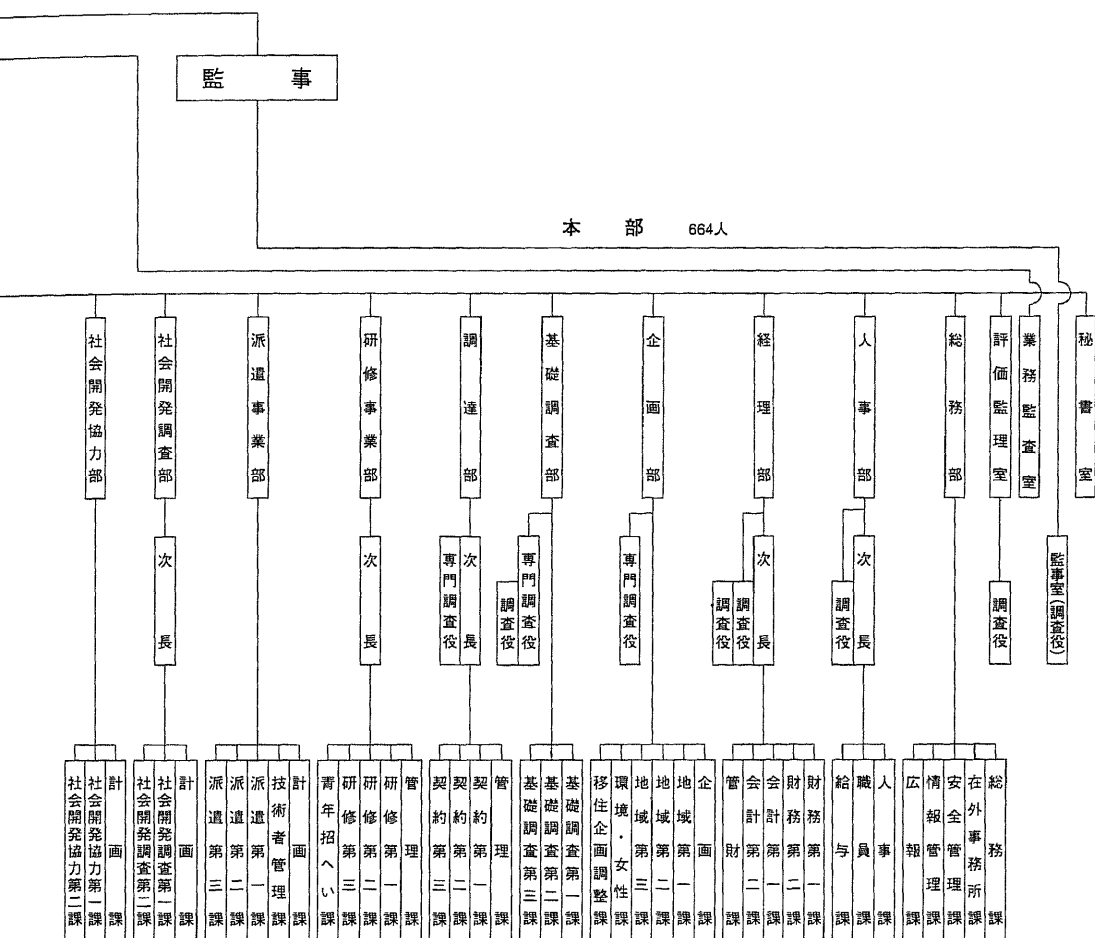 監事
本部 664人
秘書室
業務監査室
評価監理室
総務部
人事部
経理部
企画部
基礎調査部
調達部
研修事業部
派遣事業部
社会開発調査部
社会開発協力部
監事室(調査役)
調査役
次長
調査役
次長
調査役
調査役
専門調査役
専門調査役
調査役
次長
専門調査役
次長
次長
総務課
在外事務所課
安全管理課
情報管理課
広報課
人事課
職員課
給与課
財務第一課
財務第二課
会計第一課
会計第二課
管財課
企画課
地域第一課
地域第二課
地域第三課
環境・女性課
移住企画調整課
基礎調査第一課
基礎調査第二課
基礎調査第三課
管理課
契約第一課
契約第二課
契約第三課
管理課
研修第一課
研修第二課
研修第三課
青年招へい課
計画課
技術者管理課
派遣第一課
派遣第二課
派遣第三課
計画課
社会開発調査第一課
社会開発調査第二課
計画課
社会開発協力第一課
社会開発協力第二課